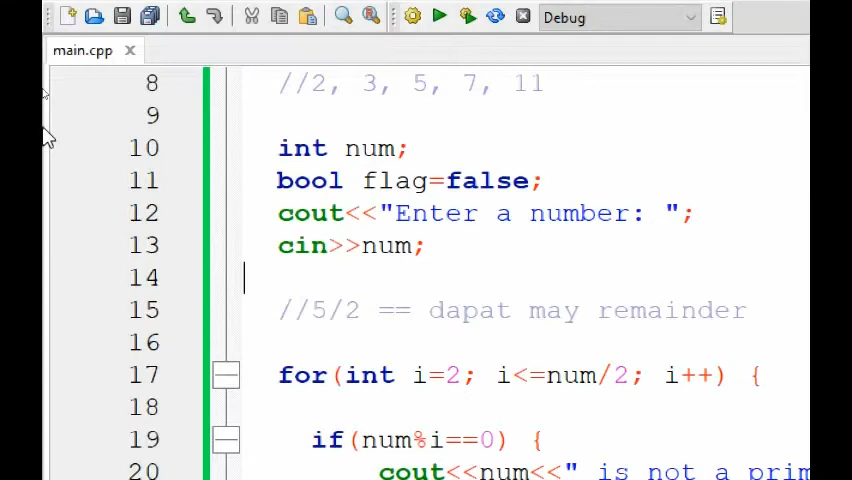 Debug
main.cpp
8 //2, 3, 5, 7, 11
9
10 int num;
11 bool flag=false;
12 cout<<"Enter a number: ";
13 cin>>num;
14
15 //5/2 == dapat may remainder
16
17 for(int i=2; i<=num/2; i++) {
18
19 if(num%i==0) {
20 cout<<num<<" is not a prim